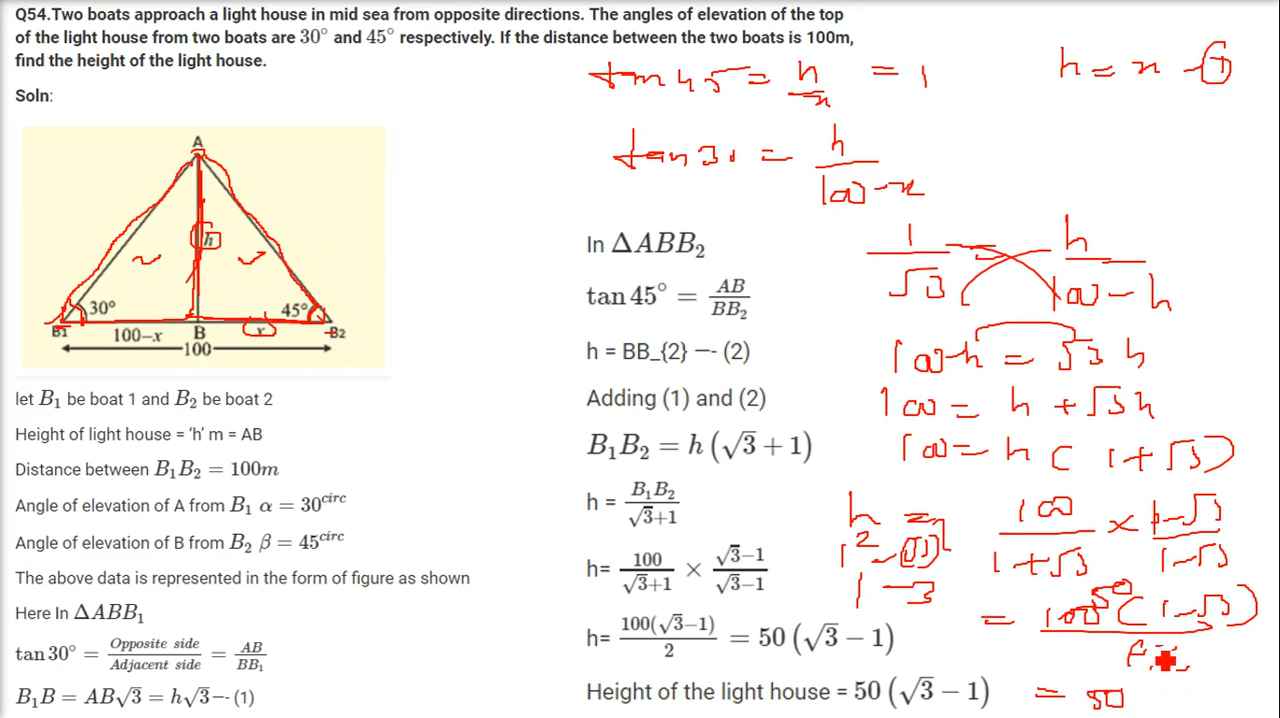 Q54.Two boats approach a light house in mid sea from opposite directions. The angles of elevation of the top
of the light house from two boats are 30° and 45° respectively. If the distance between the two boats is 100m,
find the height of the light house.
Soln:
A
h
30°
45°
B1
100–x
B
x
B2
100
let B₁ be boat 1 and B₂ be boat 2
Height of light house = 'h' m = AB
Distance between B₁B₂ = 100m
Angle of elevation of A from B₁ α = 30^circ
Angle of elevation of B from B₂ β = 45^circ
The above data is represented in the form of figure as shown
Here In ΔABB₁
tan 30° = Opposite side / Adjacent side = AB / BB₁
B₁B = AB√3 = h√3 –- (1)
In ΔABB₂
tan 45° = AB / BB₂
h = BB_{2} –- (2)
Adding (1) and (2)
B₁B₂ = h (√3 + 1)
h = B₁B₂ / √3+1
h= 100 / √3+1 × √3−1 / √3−1
h= 100(√3−1) / 2 = 50 (√3 − 1)
Height of the light house = 50 (√3 − 1)
tan 45 = h / x = 1
h = x - ①
tan 30 = h / 100 - x
1 / √3 = h / 100 - h
100 - h = √3 h
100 = h + √3 h
100 = h ( 1 + √3 )
h = 100 / 1 + √3 × 1 - √3 / 1 - √3
1 - 3
= 100 50 ( 1 - √3 )
= 50